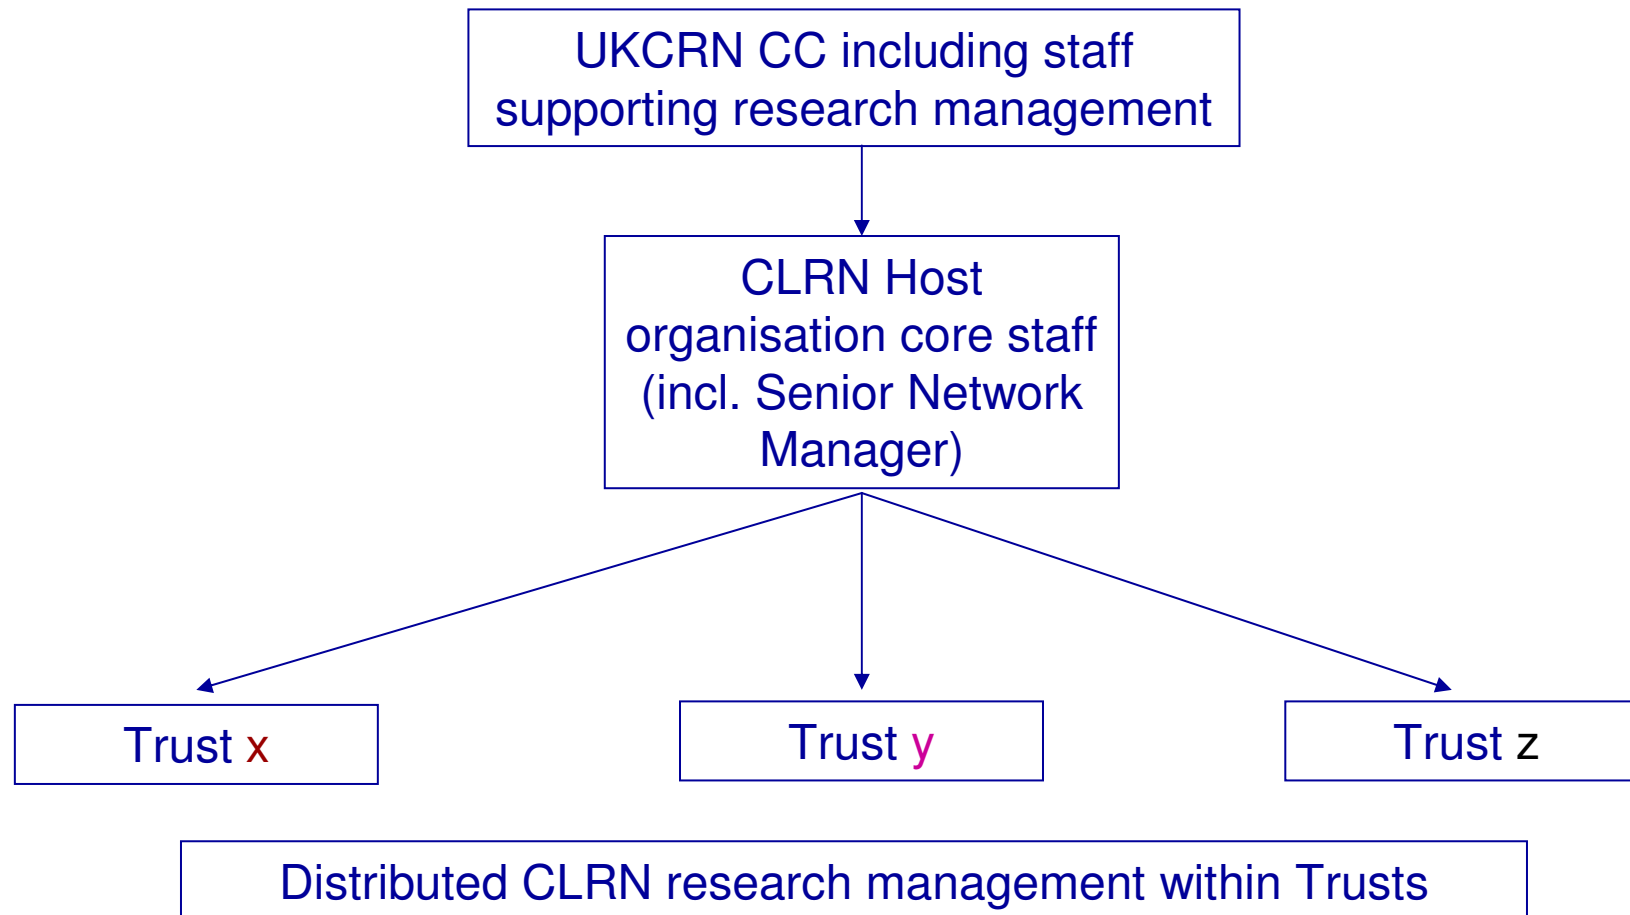 UKCRN CC including staff
supporting research management
CLRN Host
organisation core staff
(incl. Senior Network
Manager)
Trust x
Trust y
Trust z
Distributed CLRN research management within Trusts